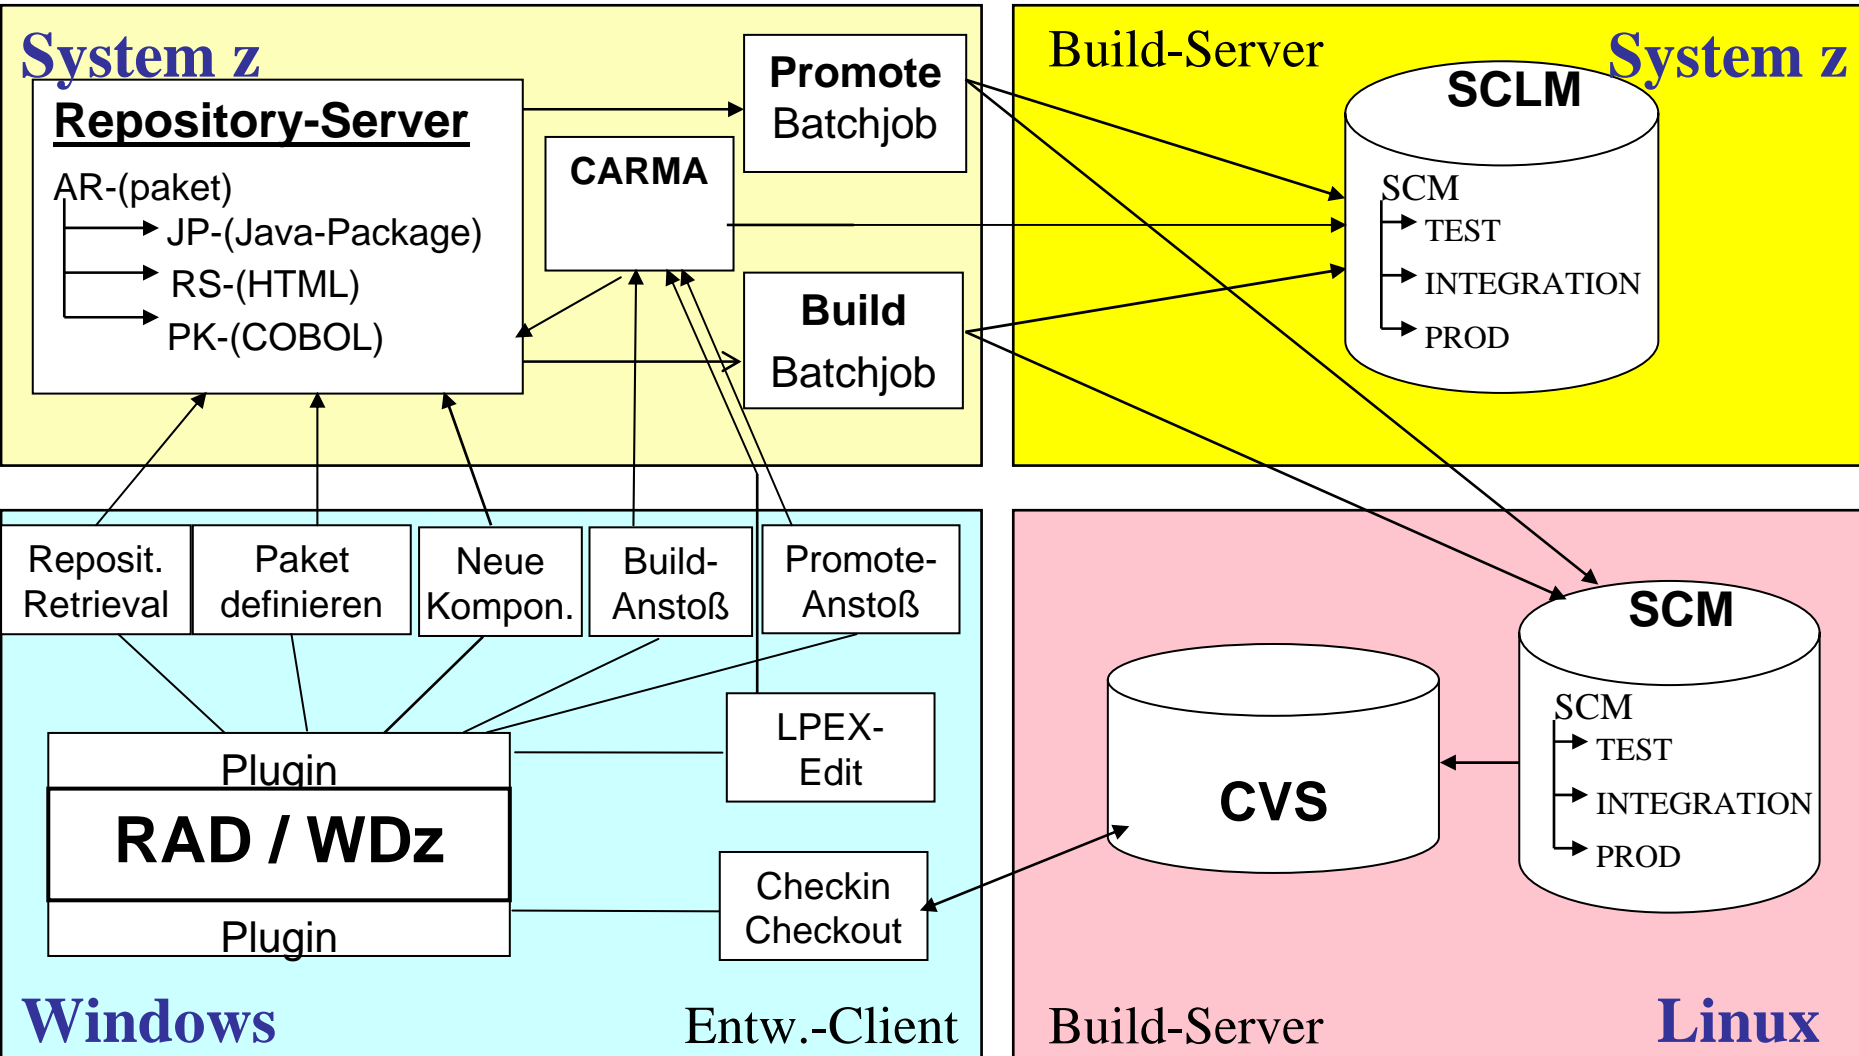 System z
Repository-Server
AR-(paket)
JP-(Java-Package)
RS-(HTML)
PK-(COBOL)
CARMA
Promote
Batchjob
Build
Batchjob
Build-Server
System z
SCLM
SCM
TEST
INTEGRATION
PROD
Reposit.
Retrieval
Paket
definieren
Neue
Kompon.
Build-
Anstoß
Promote-
Anstoß
LPEX-
Edit
Plugin
RAD / WDz
Plugin
Checkin
Checkout
Windows
Entw.-Client
SCM
SCM
TEST
INTEGRATION
PROD
CVS
Build-Server
Linux